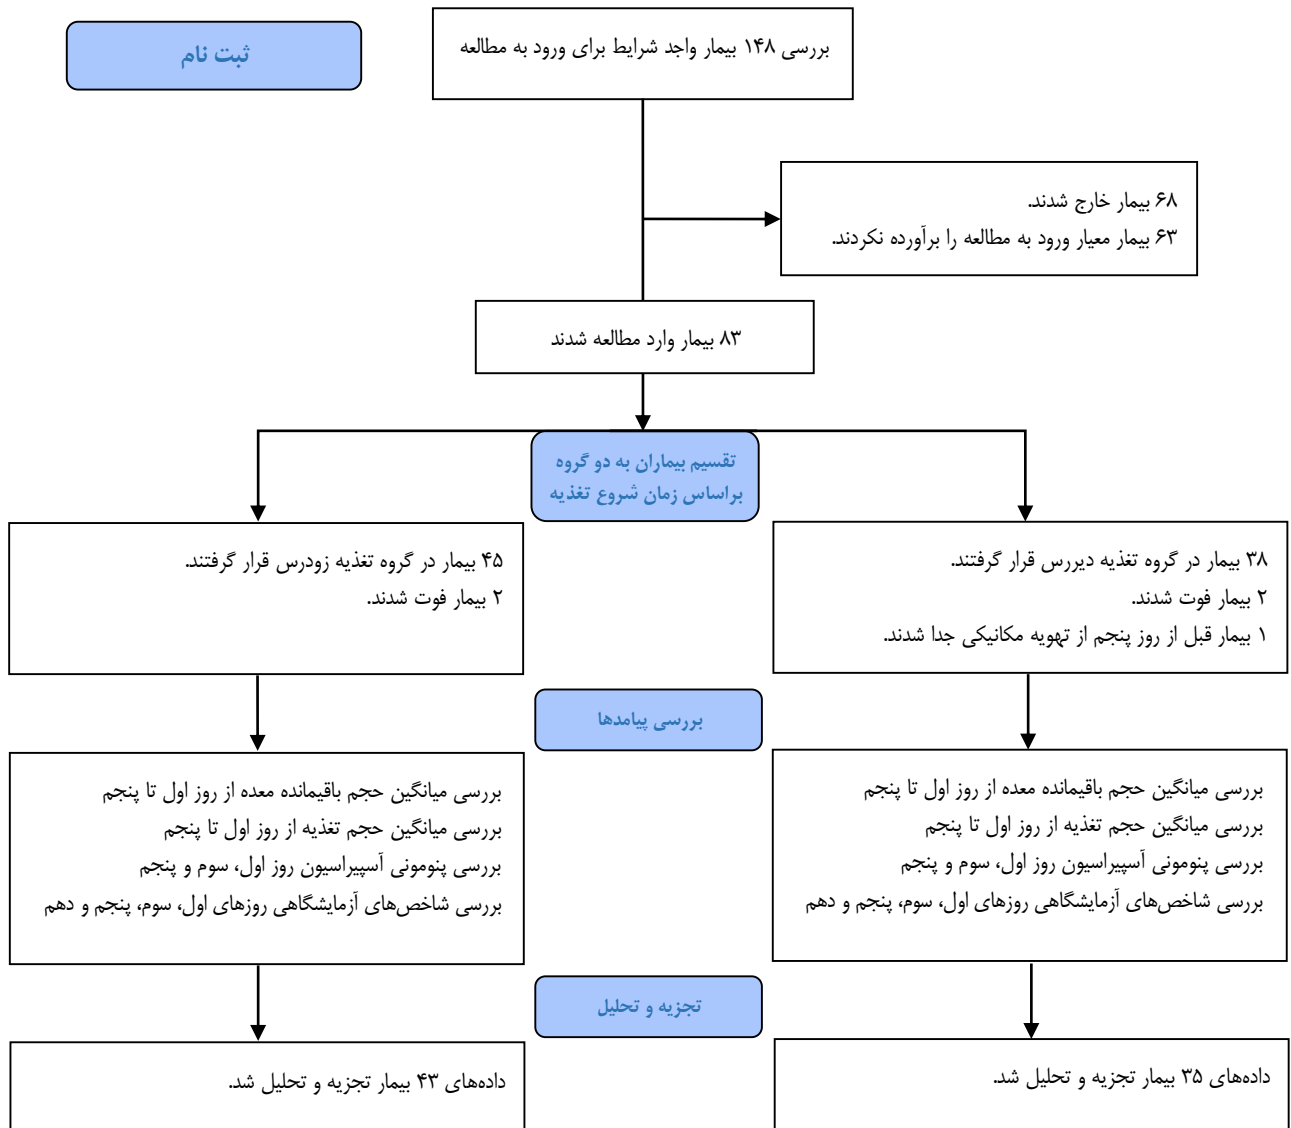 ثبت نام
بررسی ۱۴۸ بیمار واجد شرایط برای ورود به مطالعه
۶۸ بیمار خارج شدند.
۶۳ بیمار معیار ورود به مطالعه را برآورده نکردند.
۸۳ بیمار وارد مطالعه شدند
تقسیم بیماران به دو گروه
براساس زمان شروع تغذیه
۳۸ بیمار در گروه تغذیه دیررس قرار گرفتند.
۲ بیمار فوت شدند.
۱ بیمار قبل از روز پنجم از تهویه مکانیکی جدا شدند.
۴۵ بیمار در گروه تغذیه زودرس قرار گرفتند.
۲ بیمار فوت شدند.
بررسی پیامدها
بررسی میانگین حجم باقیمانده معده از روز اول تا پنجم
بررسی میانگین حجم تغذیه از روز اول تا پنجم
بررسی پنومونی آسپیراسیون روز اول، سوم و پنجم
بررسی شاخص‌های آزمایشگاهی روزهای اول، سوم، پنجم و دهم
بررسی میانگین حجم باقیمانده معده از روز اول تا پنجم
بررسی میانگین حجم تغذیه از روز اول تا پنجم
بررسی پنومونی آسپیراسیون روز اول، سوم و پنجم
بررسی شاخص‌های آزمایشگاهی روزهای اول، سوم، پنجم و دهم
تجزیه و تحلیل
داده‌های ۳۵ بیمار تجزیه و تحلیل شد.
داده‌های ۴۳ بیمار تجزیه و تحلیل شد.